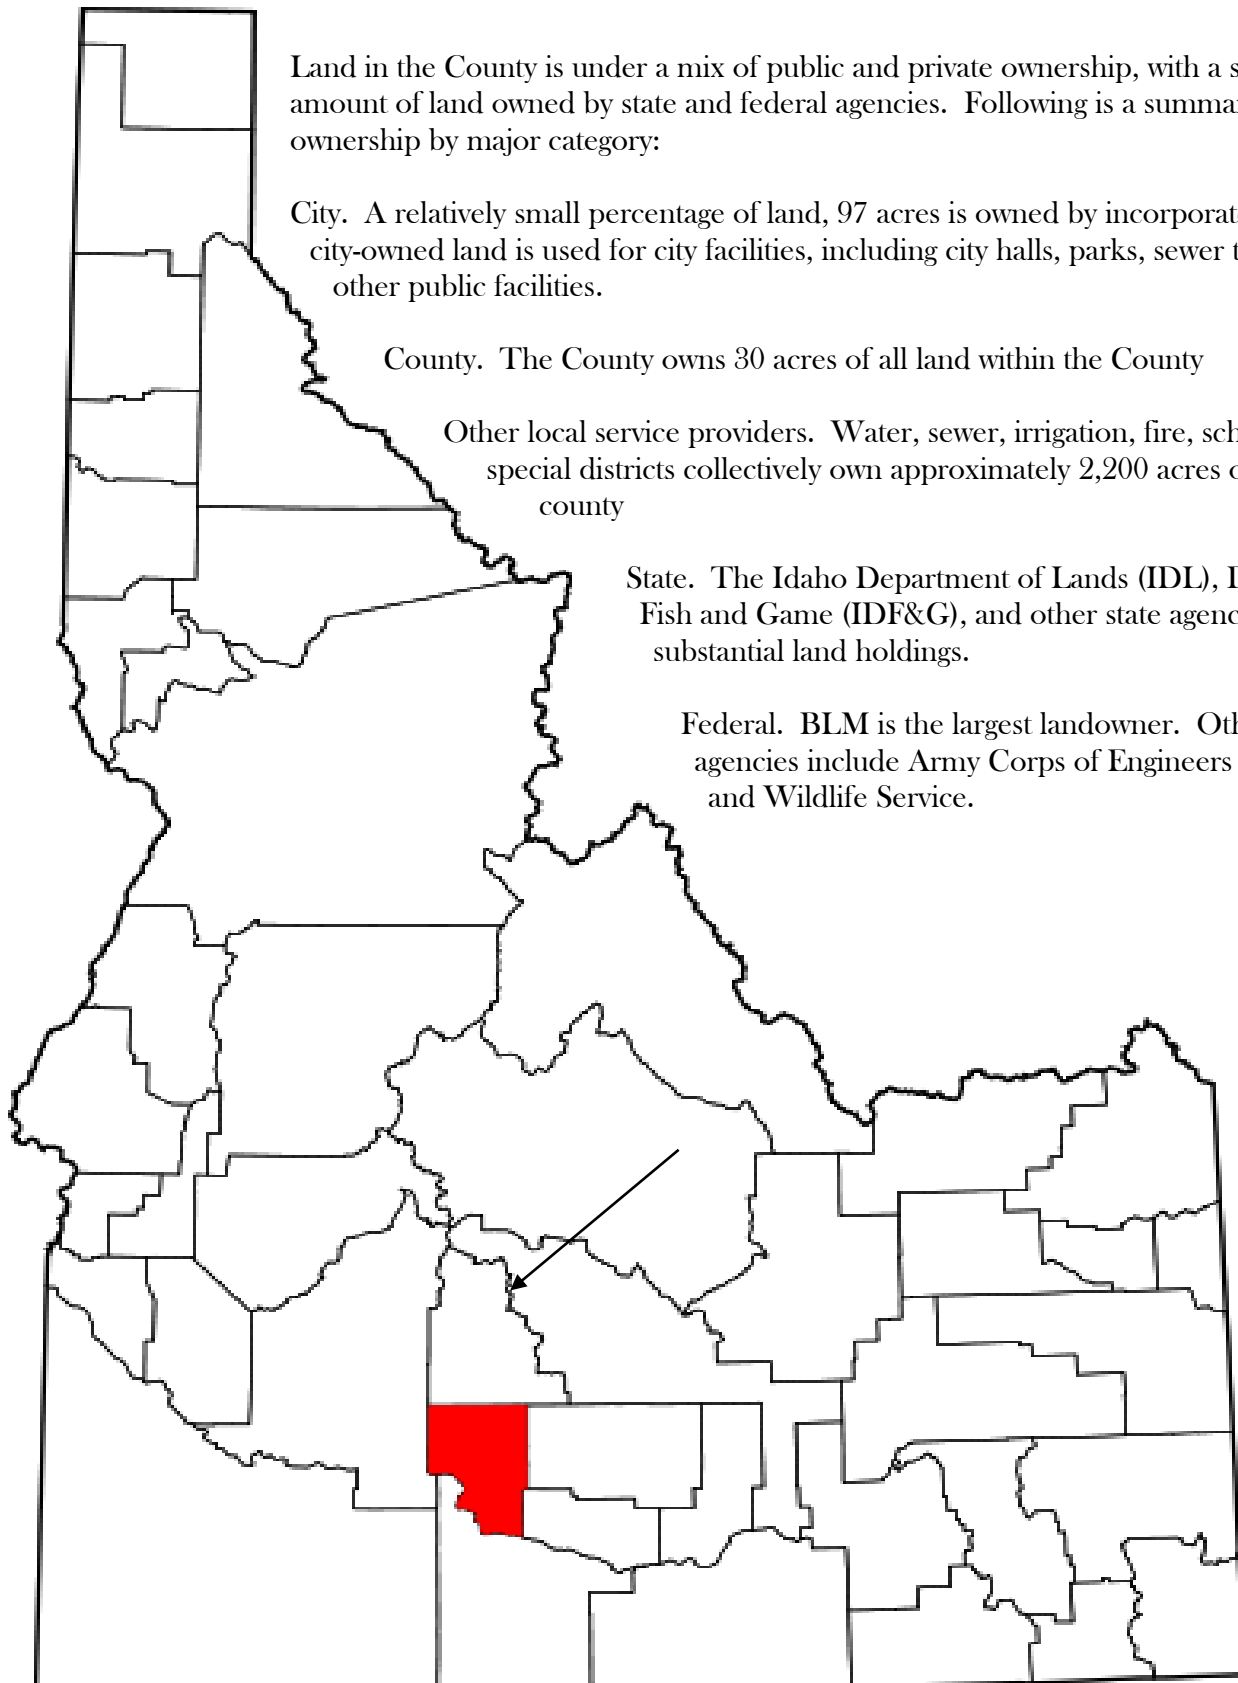 Land in the County is under a mix of public and private ownership, with a s
amount of land owned by state and federal agencies. Following is a summa
ownership by major category:
City. A relatively small percentage of land, 97 acres is owned by incorporat
city-owned land is used for city facilities, including city halls, parks, sewer t
other public facilities.
County. The County owns 30 acres of all land within the County
Other local service providers. Water, sewer, irrigation, fire, sch
special districts collectively own approximately 2,200 acres o
county
State. The Idaho Department of Lands (IDL), I
Fish and Game (IDF&G), and other state agenc
substantial land holdings.
Federal. BLM is the largest landowner. Oth
agencies include Army Corps of Engineers
and Wildlife Service.